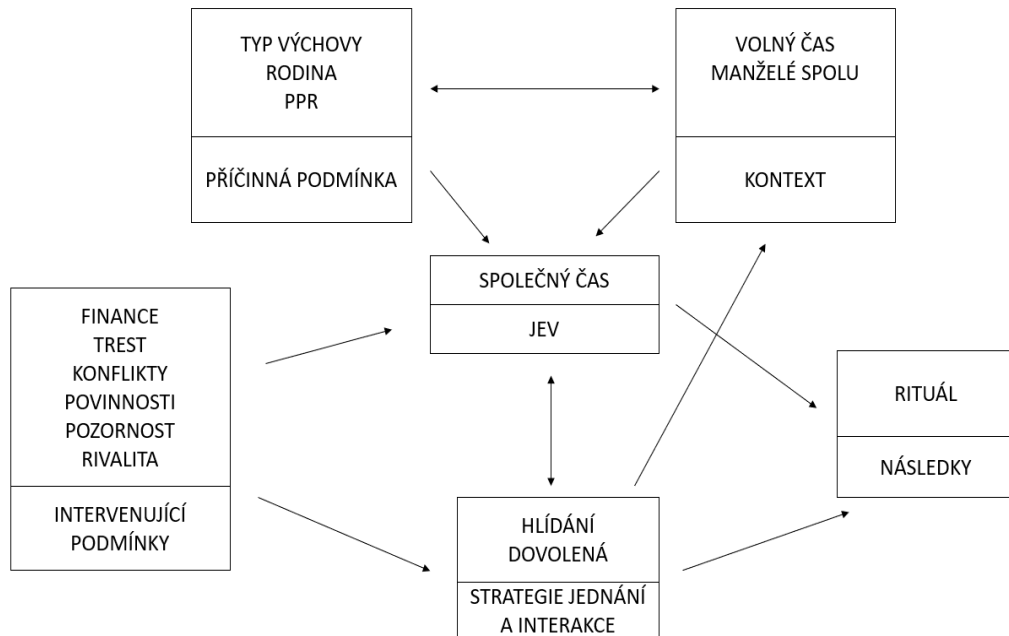 TYP VÝCHOVY
RODINA
PPR
PŘÍČINNÁ PODMÍNKA
VOLNÝ ČAS
MANŽELÉ SPOLU
KONTEXT
SPOLEČNÝ ČAS
JEV
FINANCE
TREST
KONFLIKTY
POVINNOSTI
POZORNOST
RIVALITA
INTERVENUJÍCÍ
PODMÍNKY
RITUÁL
NÁSLEDKY
HLÍDÁNÍ
DOVOLENÁ
STRATEGIE JEDNÁNÍ
A INTERAKCE